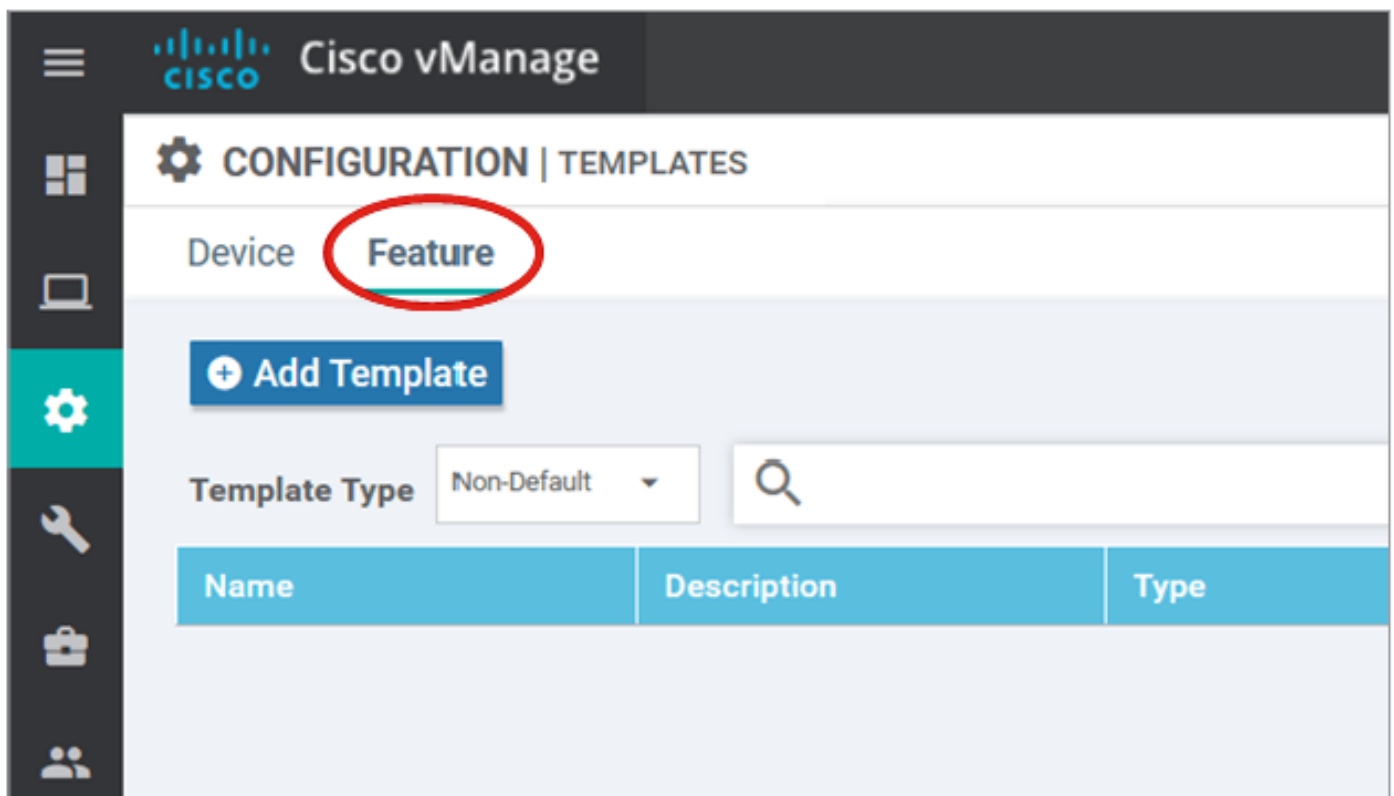 CISCO Cisco vManage
CONFIGURATION | TEMPLATES
Device Feature
Add Template
Template Type Non-Default
Name Description Type